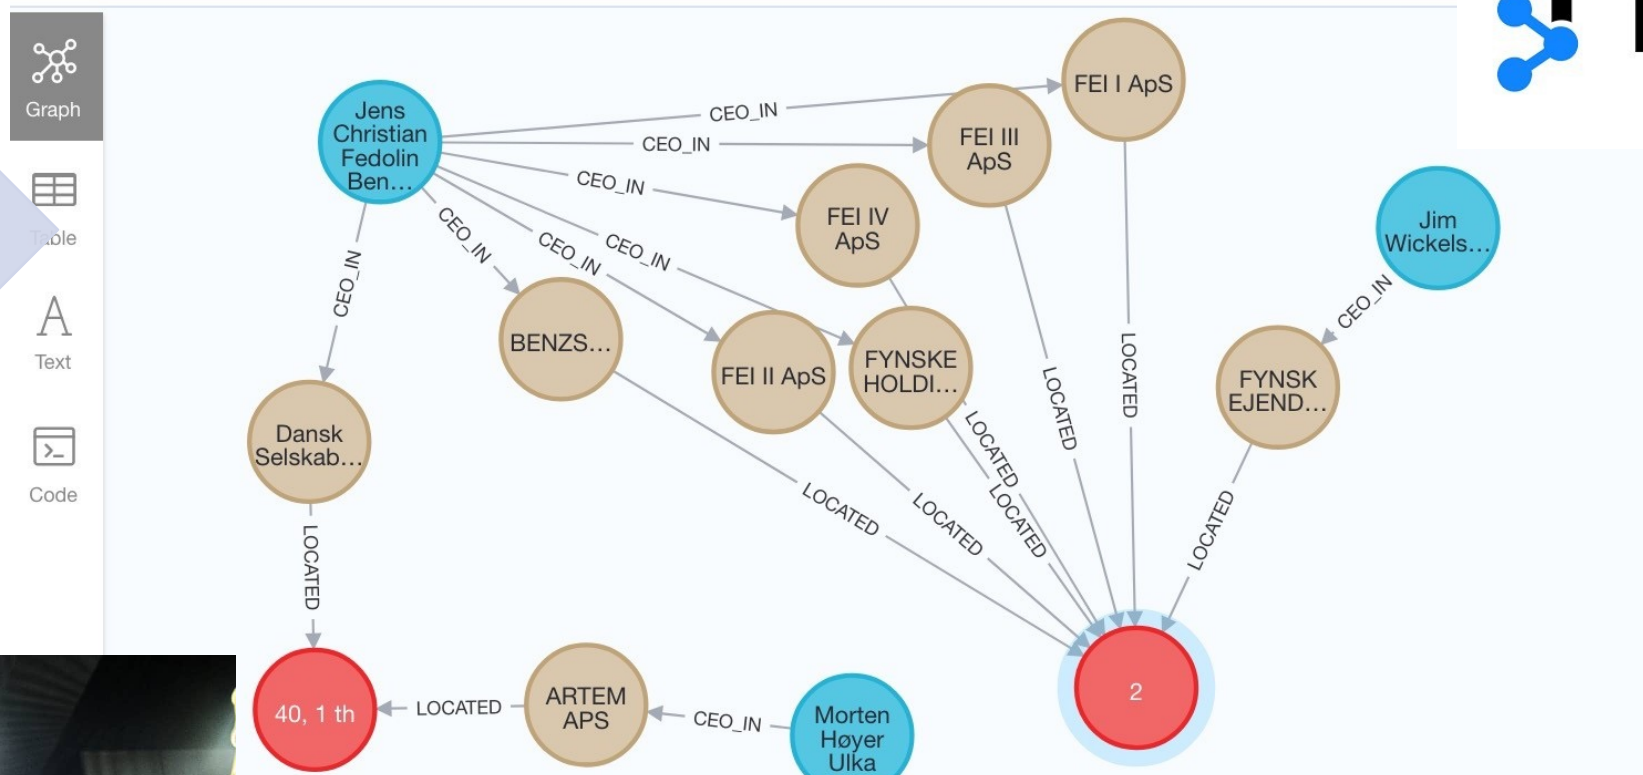 Graph
Table
Text
Code
Jens
Christian
Fedolin
Ben...
CEO_IN
CEO_IN
CEO_IN
CEO_IN
CEO_IN
CEO_IN
CEO_IN
FEI I ApS
FEI III
ApS
FEI IV
ApS
Jim
Wickels...
CEO_IN
BENZS...
FEI II ApS
FYNSKE
HOLDI...
FYNSK
EJEND...
Dansk
Selskab...
LOCATED
LOCATED
LOCATED
LOCATED
LOCATED
LOCATED
LOCATED
LOCATED
40, 1 th
LOCATED
ARTEM
APS
CEO_IN
Morten
Høyer
Ulka
2